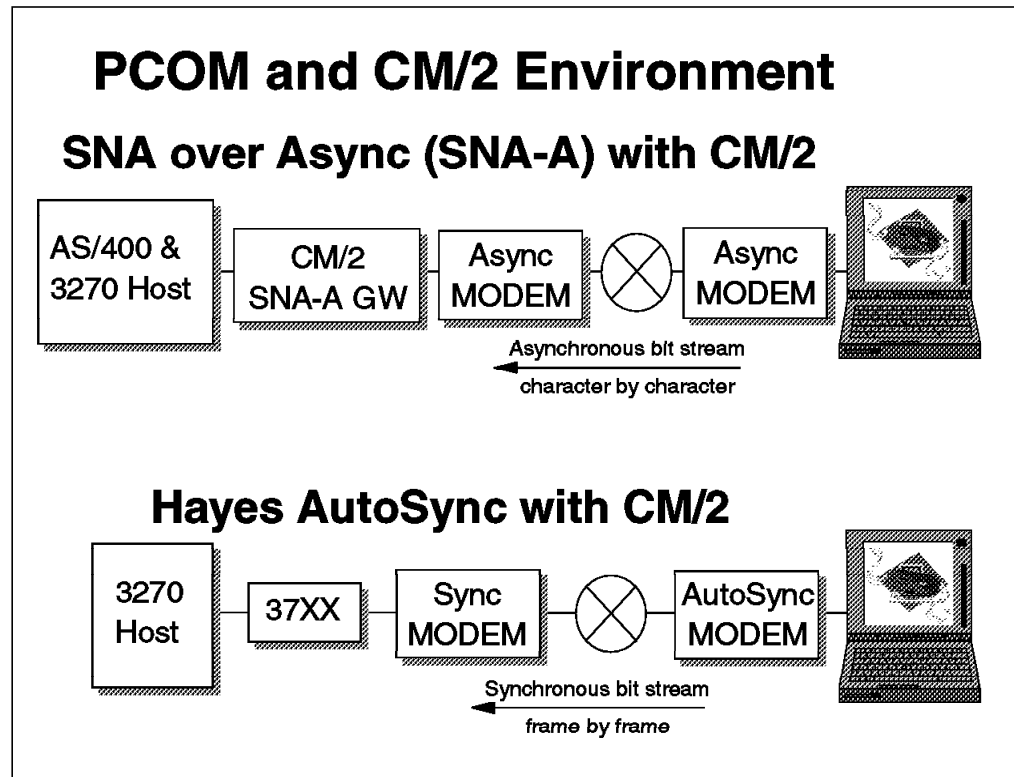 PCOM and CM/2 Environment
SNA over Async (SNA-A) with CM/2
AS/400 &
3270 Host
CM/2
SNA-A GW
Async
MODEM
Async
MODEM
Asynchronous bit stream
character by character
Hayes AutoSync with CM/2
3270
Host
37XX
Sync
MODEM
AutoSync
MODEM
Synchronous bit stream
frame by frame